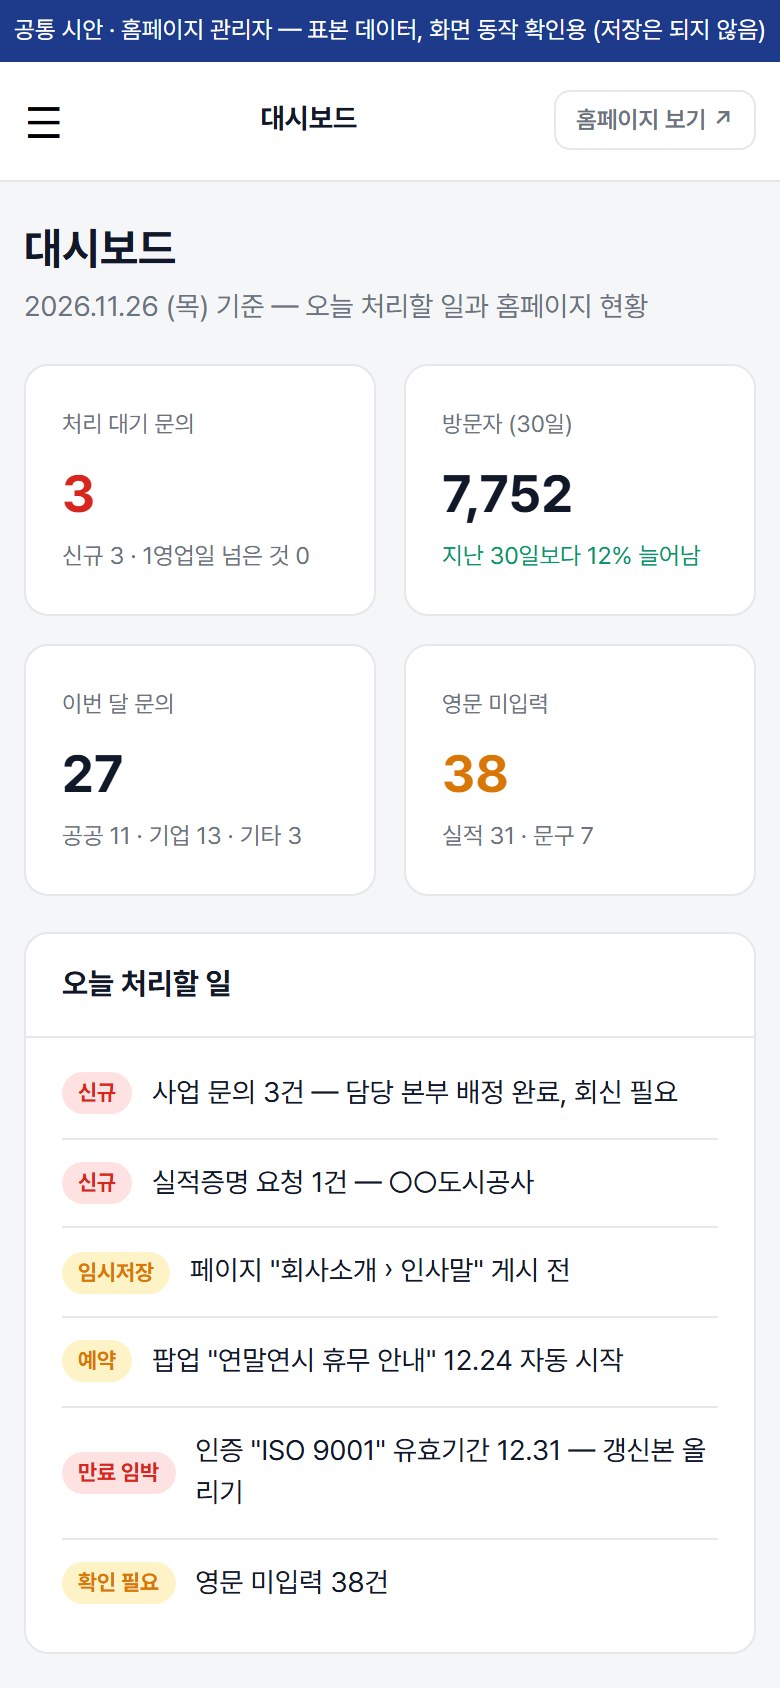 공통 시안 · 홈페이지 관리자 — 표본 데이터, 화면 동작 확인용 (저장은 되지 않음)
대시보드
홈페이지 보기 ↗
대시보드
2026.11.26 (목) 기준 — 오늘 처리할 일과 홈페이지 현황
처리 대기 문의
3
신규 3 · 1영업일 넘은 것 0
방문자 (30일)
7,752
지난 30일보다 12% 늘어남
이번 달 문의
27
공공 11 · 기업 13 · 기타 3
영문 미입력
38
실적 31 · 문구 7
오늘 처리할 일
신규 사업 문의 3건 — 담당 본부 배정 완료, 회신 필요
신규 실적증명 요청 1건 — 〇〇도시공사
임시저장 페이지 "회사소개 › 인사말" 게시 전
예약 팝업 "연말연시 휴무 안내" 12.24 자동 시작
만료 임박 인증 "ISO 9001" 유효기간 12.31 — 갱신본 올
리기
확인 필요 영문 미입력 38건